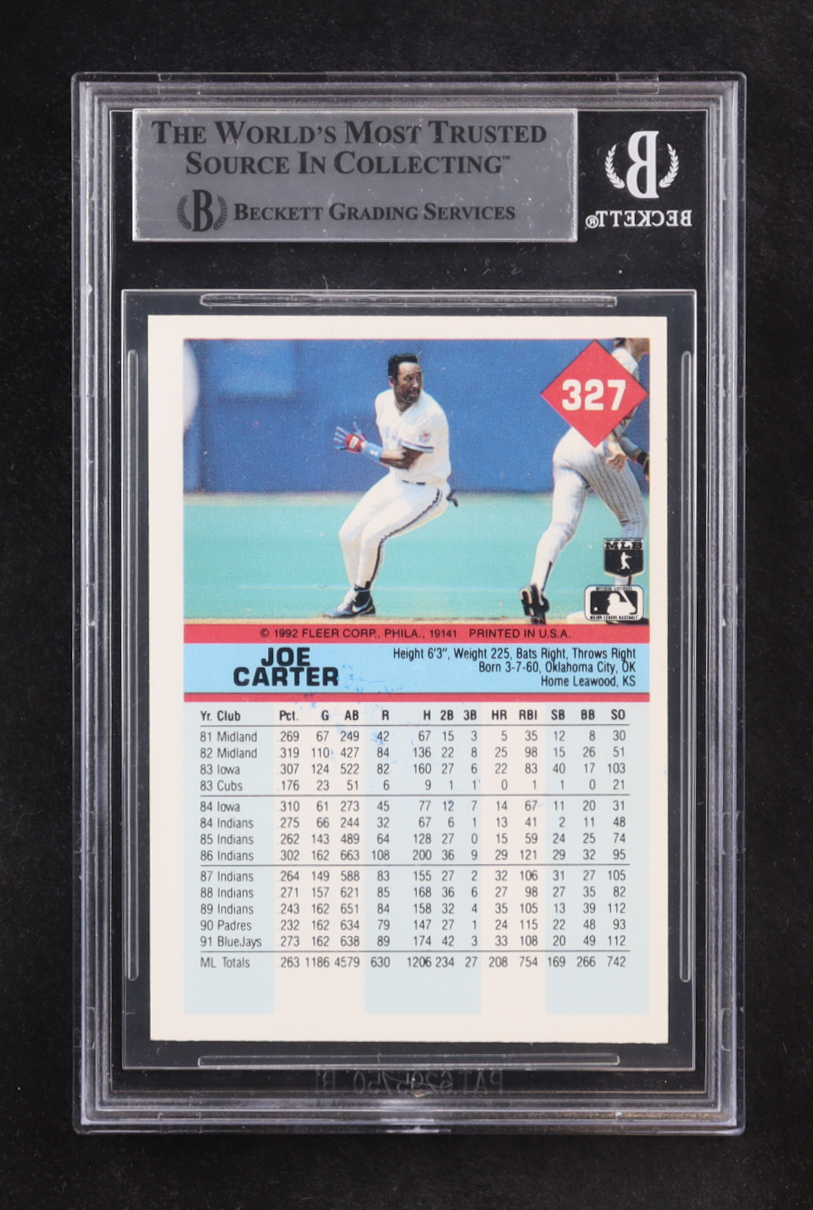 THE WORLD'S MOST TRUSTED
SOURCE IN COLLECTING™
B BECKETT GRADING SERVICES
B
BECKETT®
327
MLB
© 1992 FLEER CORP., PHILA., 19141 PRINTED IN U.S.A.
JOE
CARTER
Height 6'3", Weight 225, Bats Right, Throws Right
Born 3-7-60, Oklahoma City, OK
Home Leawood, KS
Yr. Club Pct. G AB R H 2B 3B HR RBI SB BB SO
81 Midland .269 67 249 42 67 15 3 5 35 12 8 30
82 Midland .319 110 427 84 136 22 8 25 98 15 26 51
83 Iowa .307 124 522 82 160 27 6 22 83 40 17 103
83 Cubs .176 23 51 6 9 1 1 0 1 1 0 21
84 Iowa .310 61 273 45 77 12 7 14 67 11 20 31
84 Indians .275 66 244 32 67 6 1 13 41 2 11 48
85 Indians .262 143 489 64 128 27 0 15 59 24 25 74
86 Indians .302 162 663 108 200 36 9 29 121 29 32 95
87 Indians .264 149 588 83 155 27 2 32 106 31 27 105
88 Indians .271 157 621 85 168 36 6 27 98 27 35 82
89 Indians .243 162 651 84 158 32 4 35 105 13 39 112
90 Padres .232 162 634 79 147 27 1 24 115 22 48 93
91 BlueJays .273 162 638 89 174 42 3 33 108 20 49 112
ML Totals .263 1186 4579 630 1206 234 27 208 754 169 266 742